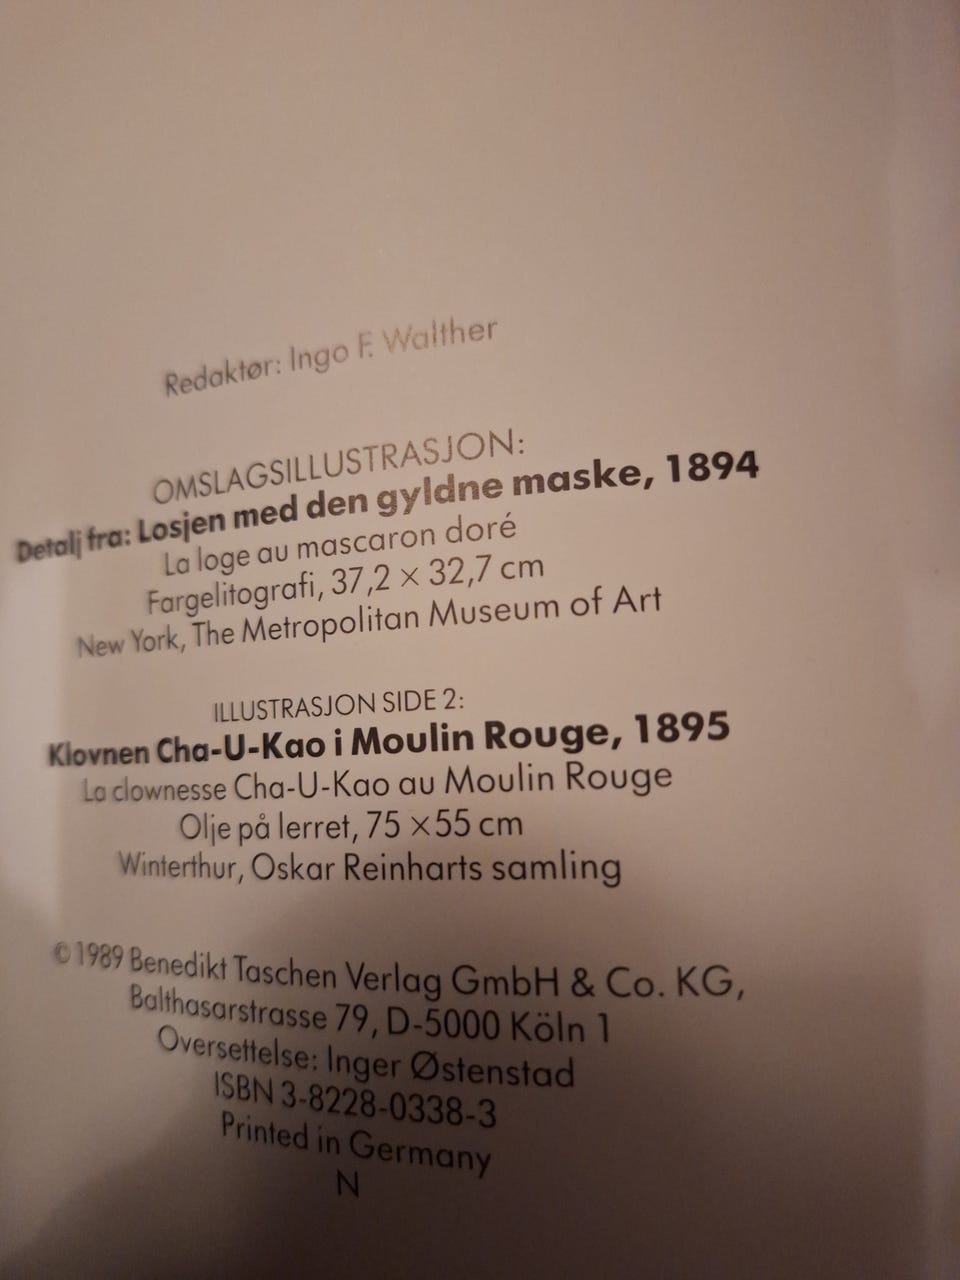 Redaktør: Ingo F. Walther
OMSLAGSILLUSTRASJON:
Detalj fra: Losjen med den gyldne maske, 1894
La loge au mascaron doré
Fargelitografi, 37,2 × 32,7 cm
New York, The Metropolitan Museum of Art
ILLUSTRASJON SIDE 2:
Klovnen Cha-U-Kao i Moulin Rouge, 1895
La clownesse Cha-U-Kao au Moulin Rouge
Olje på lerret, 75 × 55 cm
Winterthur, Oskar Reinharts samling
© 1989 Benedikt Taschen Verlag GmbH & Co. KG,
Balthasarstrasse 79, D-5000 Köln 1
Oversettelse: Inger Østenstad
ISBN 3-8228-0338-3
Printed in Germany
N